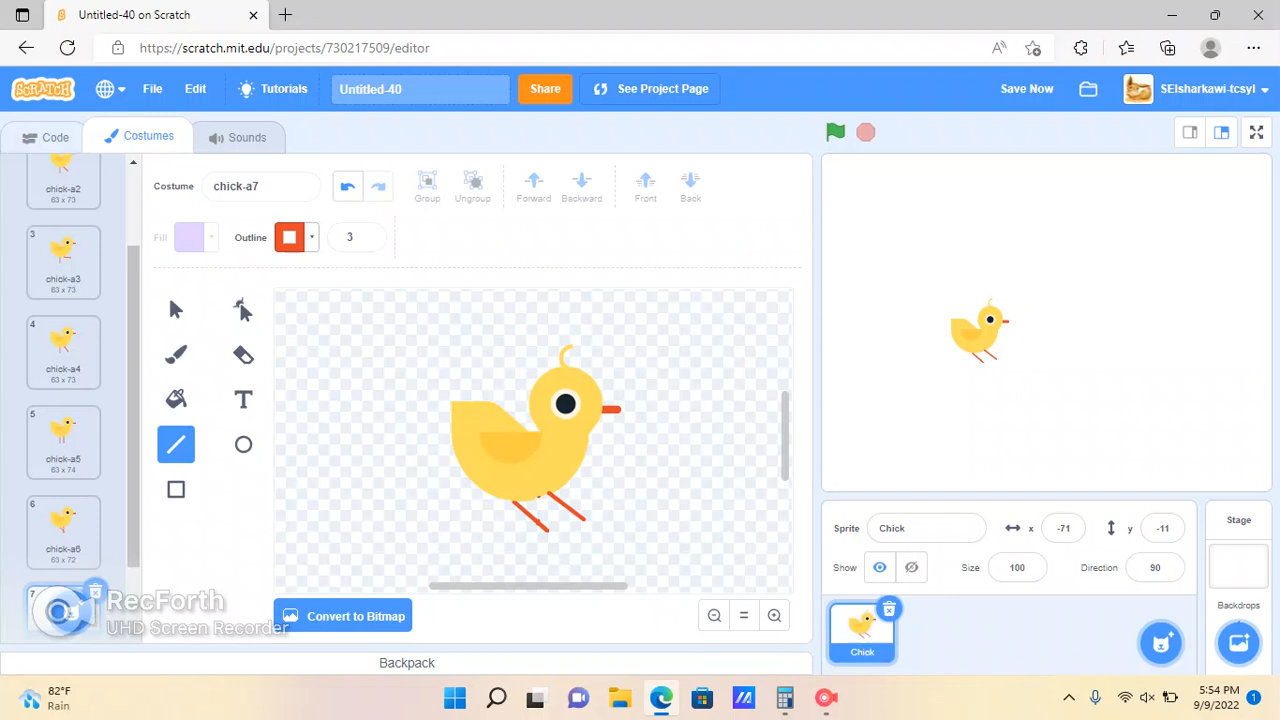 Untitled-40 on Scratch
https://scratch.mit.edu/projects/730217509/editor
SCRATCH
File
Edit
Tutorials
Untitled-40
Share
See Project Page
Save Now
SElsharkawi-tcsyl
Code
Costumes
Sounds
chick-a2
63 x 73
3
chick-a3
63 x 73
4
chick-a4
63 x 73
5
chick-a5
63 x 74
6
chick-a6
63 x 72
7
Costume
chick-a7
Group
Ungroup
Forward
Backward
Front
Back
Fill
Outline
3
T
Convert to Bitmap
RecForth
UHD Screen Recorder
Backpack
Sprite
Chick
x
-71
y
-11
Show
Size
100
Direction
90
Chick
Stage
Backdrops
82°F
Rain
5:54 PM
9/9/2022
1